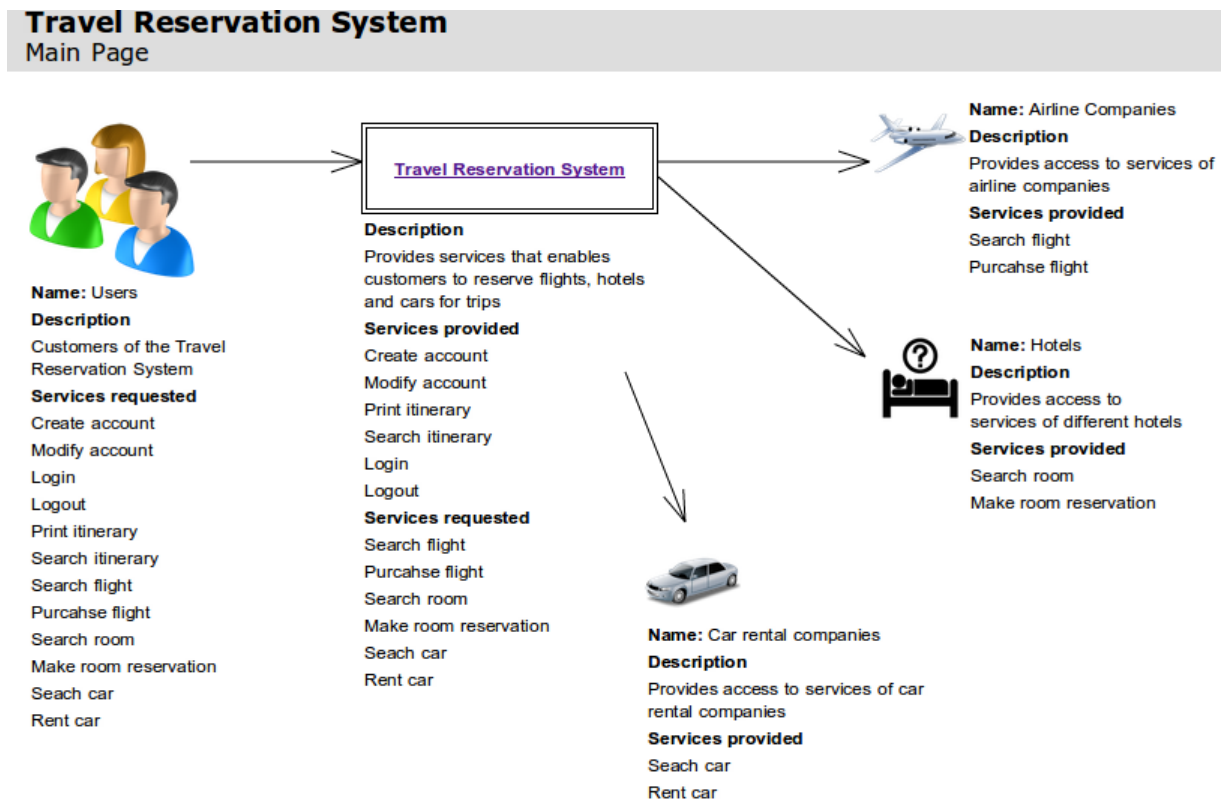 Travel Reservation System
Main Page
Name: Users
Description
Customers of the Travel
Reservation System
Services requested
Create account
Modify account
Login
Logout
Print itinerary
Search itinerary
Search flight
Purcahse flight
Search room
Make room reservation
Seach car
Rent car
Travel Reservation System
Description
Provides services that enables
customers to reserve flights, hotels
and cars for trips
Services provided
Create account
Modify account
Print itinerary
Search itinerary
Login
Logout
Services requested
Search flight
Purcahse flight
Search room
Make room reservation
Seach car
Rent car
Name: Airline Companies
Description
Provides access to services of
airline companies
Services provided
Search flight
Purcahse flight
?
Name: Hotels
Description
Provides access to
services of different hotels
Services provided
Search room
Make room reservation
Name: Car rental companies
Description
Provides access to services of car
rental companies
Services provided
Seach car
Rent car